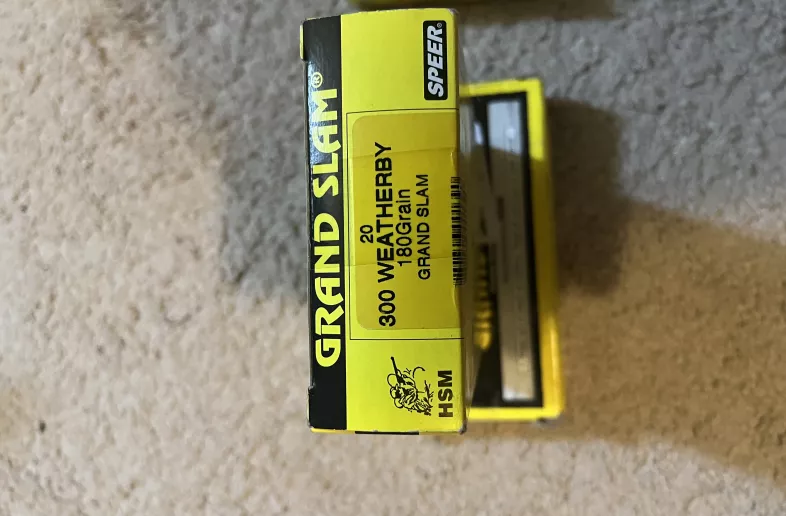 GRAND SLAM®
SPEER®
20
300 WEATHERBY
180Grain
GRAND SLAM
HSM